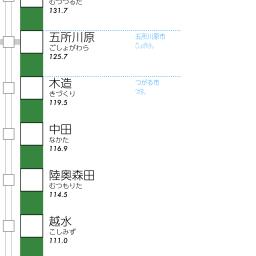 むつつるだ
131.7
五所川原
ごしょがわら
125.7
五所川原市
木造
きづくり
119.5
つがる市
中田
なかた
116.9
陸奥森田
むつもりた
114.5
越水
こしみず
111.0